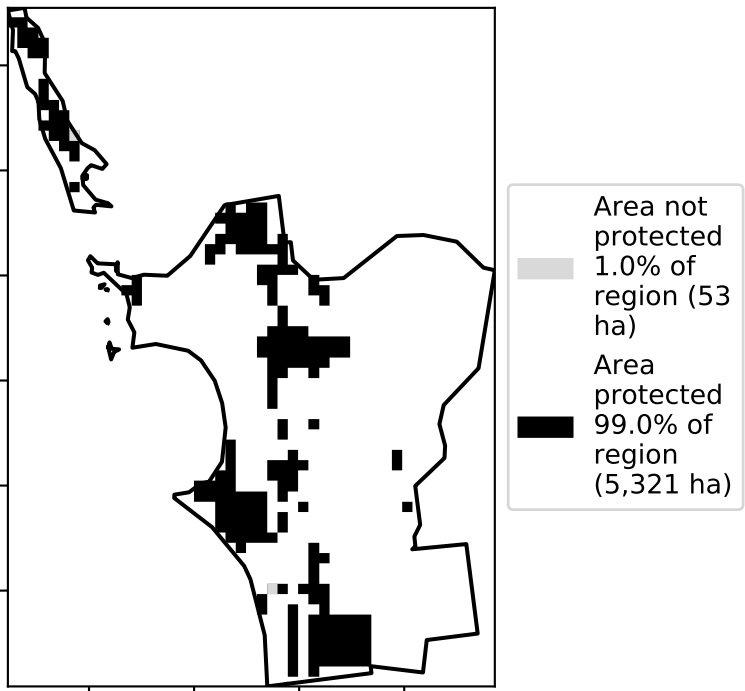 Area not
protected
1.0% of
region (53
ha)
Area
protected
99.0% of
region
(5,321 ha)